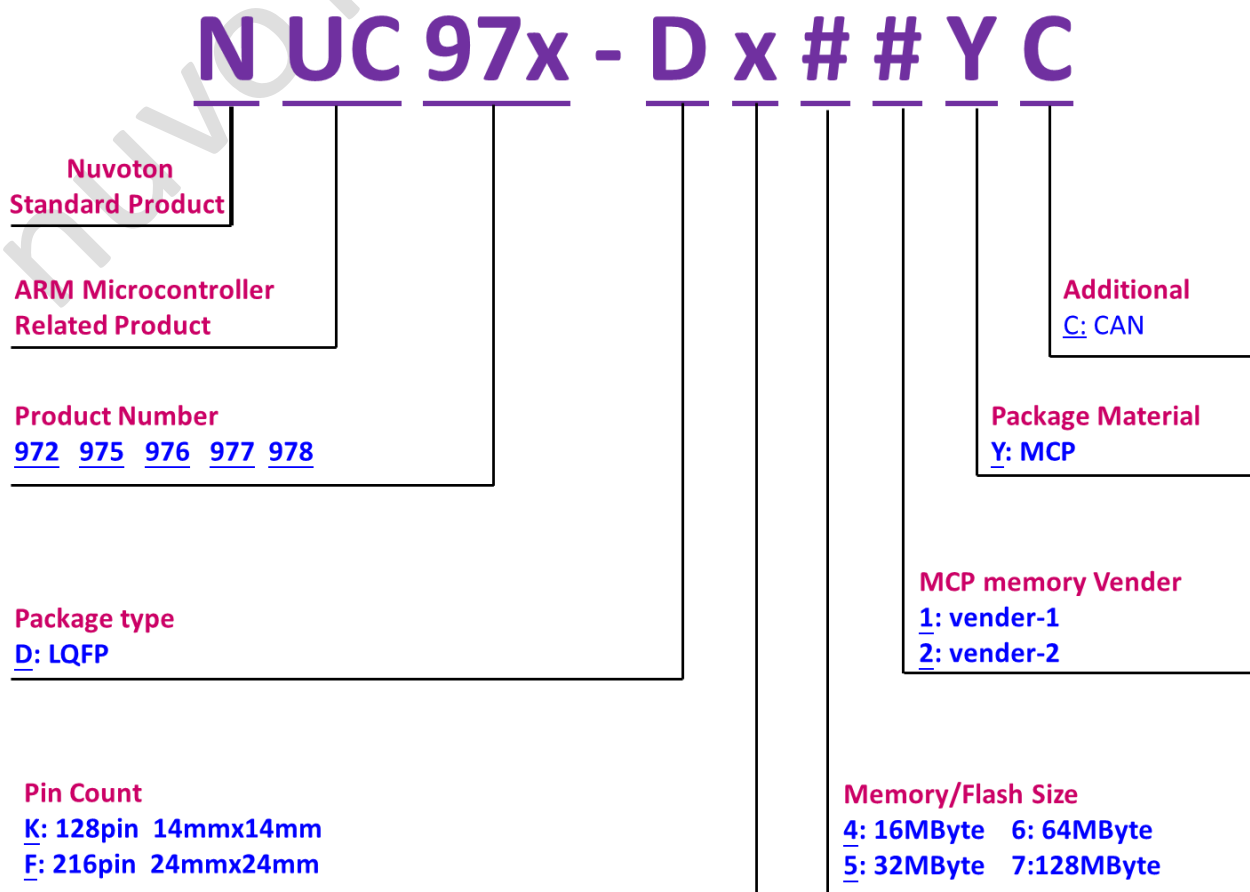 N UC 97x - D x # # Y C
nuvo
Nuvoton
Standard Product
ARM Microcontroller
Related Product
Additional
C: CAN
Product Number
972 975 976 977 978
Package Material
Y: MCP
Package type
D: LQFP
MCP memory Vender
1: vender-1
2: vender-2
Pin Count
K: 128pin 14mmx14mm
F: 216pin 24mmx24mm
Memory/Flash Size
4: 16MByte 6: 64MByte
5: 32MByte 7:128MByte